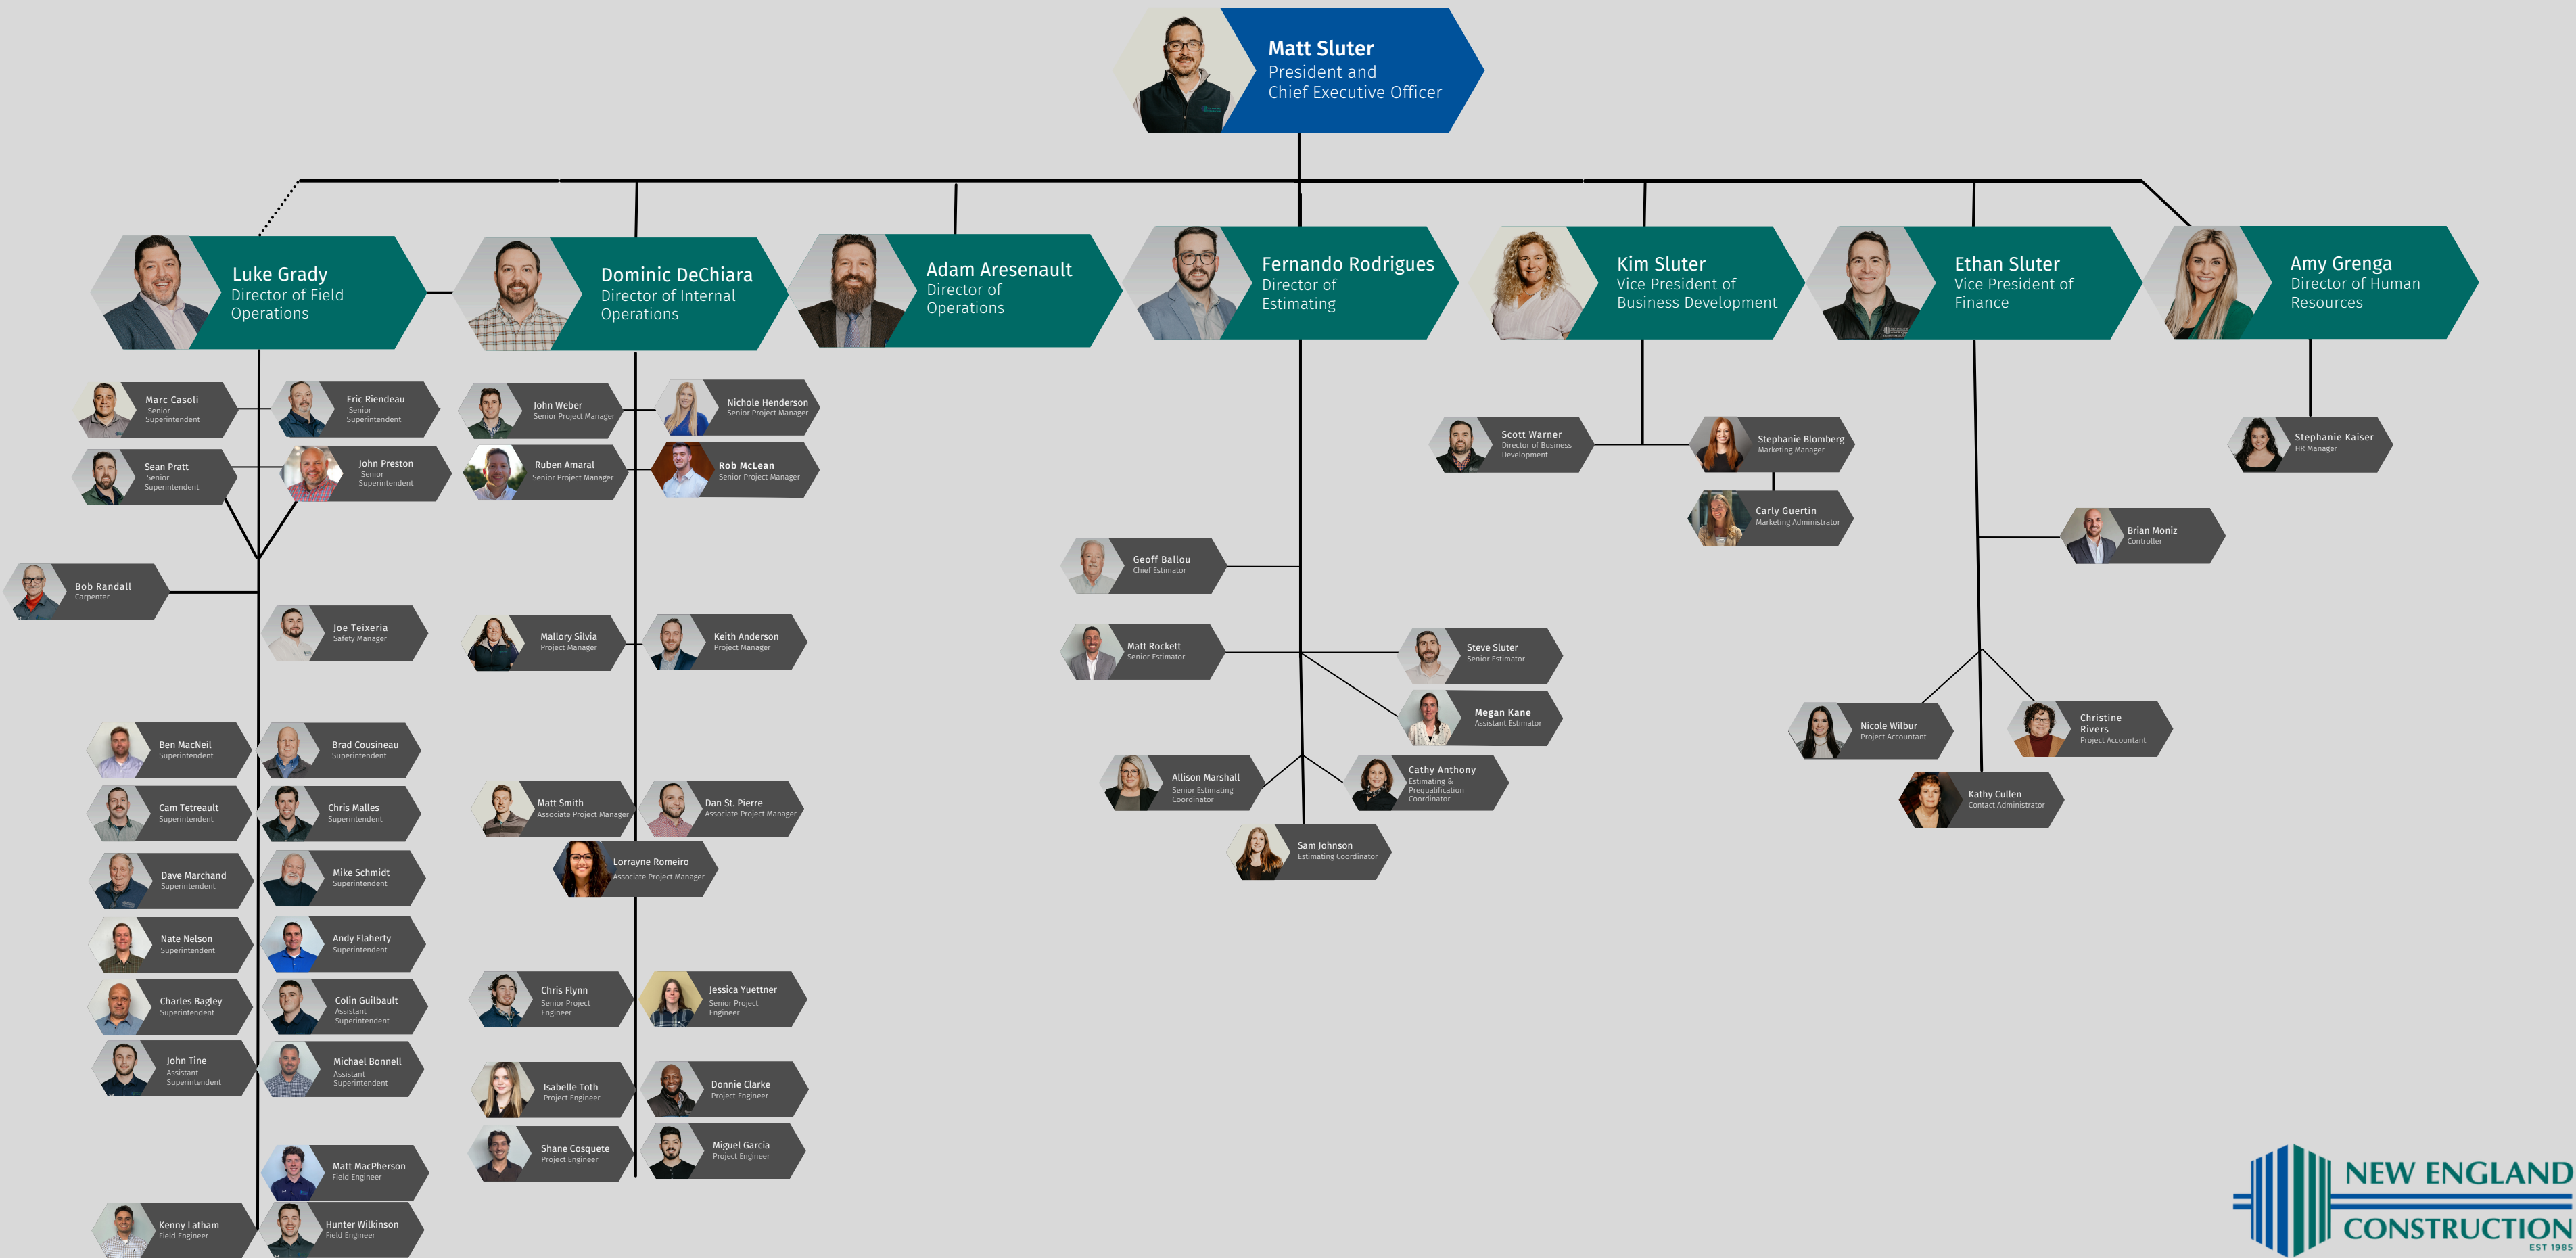 Matt Sluter
President and
Chief Executive Officer
Luke Grady
Director of Field
Operations
Dominic DeChiara
Director of Internal
Operations
Adam Aresenault
Director of
Operations
Fernando Rodrigues
Director of
Estimating
Kim Sluter
Vice President of
Business Development
Ethan Sluter
Vice President of
Finance
Amy Grenga
Director of Human
Resources
Marc Casoli
Senior
Superintendent
Eric Riendeau
Senior
Superintendent
Sean Pratt
Senior
Superintendent
John Preston
Senior
Superintendent
Bob Randall
Carpenter
Joe Teixeria
Safety Manager
Ben MacNeil
Superintendent
Brad Cousineau
Superintendent
Cam Tetreault
Superintendent
Chris Malles
Superintendent
Dave Marchand
Superintendent
Mike Schmidt
Superintendent
Nate Nelson
Superintendent
Andy Flaherty
Superintendent
Charles Bagley
Superintendent
Colin Guilbault
Assistant
Superintendent
John Tine
Assistant
Superintendent
Michael Bonnell
Assistant
Superintendent
Matt MacPherson
Field Engineer
Kenny Latham
Field Engineer
Hunter Wilkinson
Field Engineer
John Weber
Senior Project Manager
Nichole Henderson
Senior Project Manager
Ruben Amaral
Senior Project Manager
Rob McLean
Senior Project Manager
Mallory Silvia
Project Manager
Keith Anderson
Project Manager
Matt Smith
Associate Project Manager
Dan St. Pierre
Associate Project Manager
Lorrayne Romeiro
Associate Project Manager
Chris Flynn
Senior Project
Engineer
Jessica Yuettner
Senior Project
Engineer
Isabelle Toth
Project Engineer
Donnie Clarke
Project Engineer
Shane Cosquete
Project Engineer
Miguel Garcia
Project Engineer
Geoff Ballou
Chief Estimator
Matt Rockett
Senior Estimator
Steve Sluter
Senior Estimator
Megan Kane
Assistant Estimator
Allison Marshall
Senior Estimating
Coordinator
Cathy Anthony
Estimating &
Prequalification
Coordinator
Sam Johnson
Estimating Coordinator
Scott Warner
Director of Business
Development
Stephanie Blomberg
Marketing Manager
Carly Guertin
Marketing Administrator
Brian Moniz
Controller
Nicole Wilbur
Project Accountant
Christine
Rivers
Project Accountant
Kathy Cullen
Contact Administrator
Stephanie Kaiser
HR Manager
NEW ENGLAND
CONSTRUCTION
EST 1985